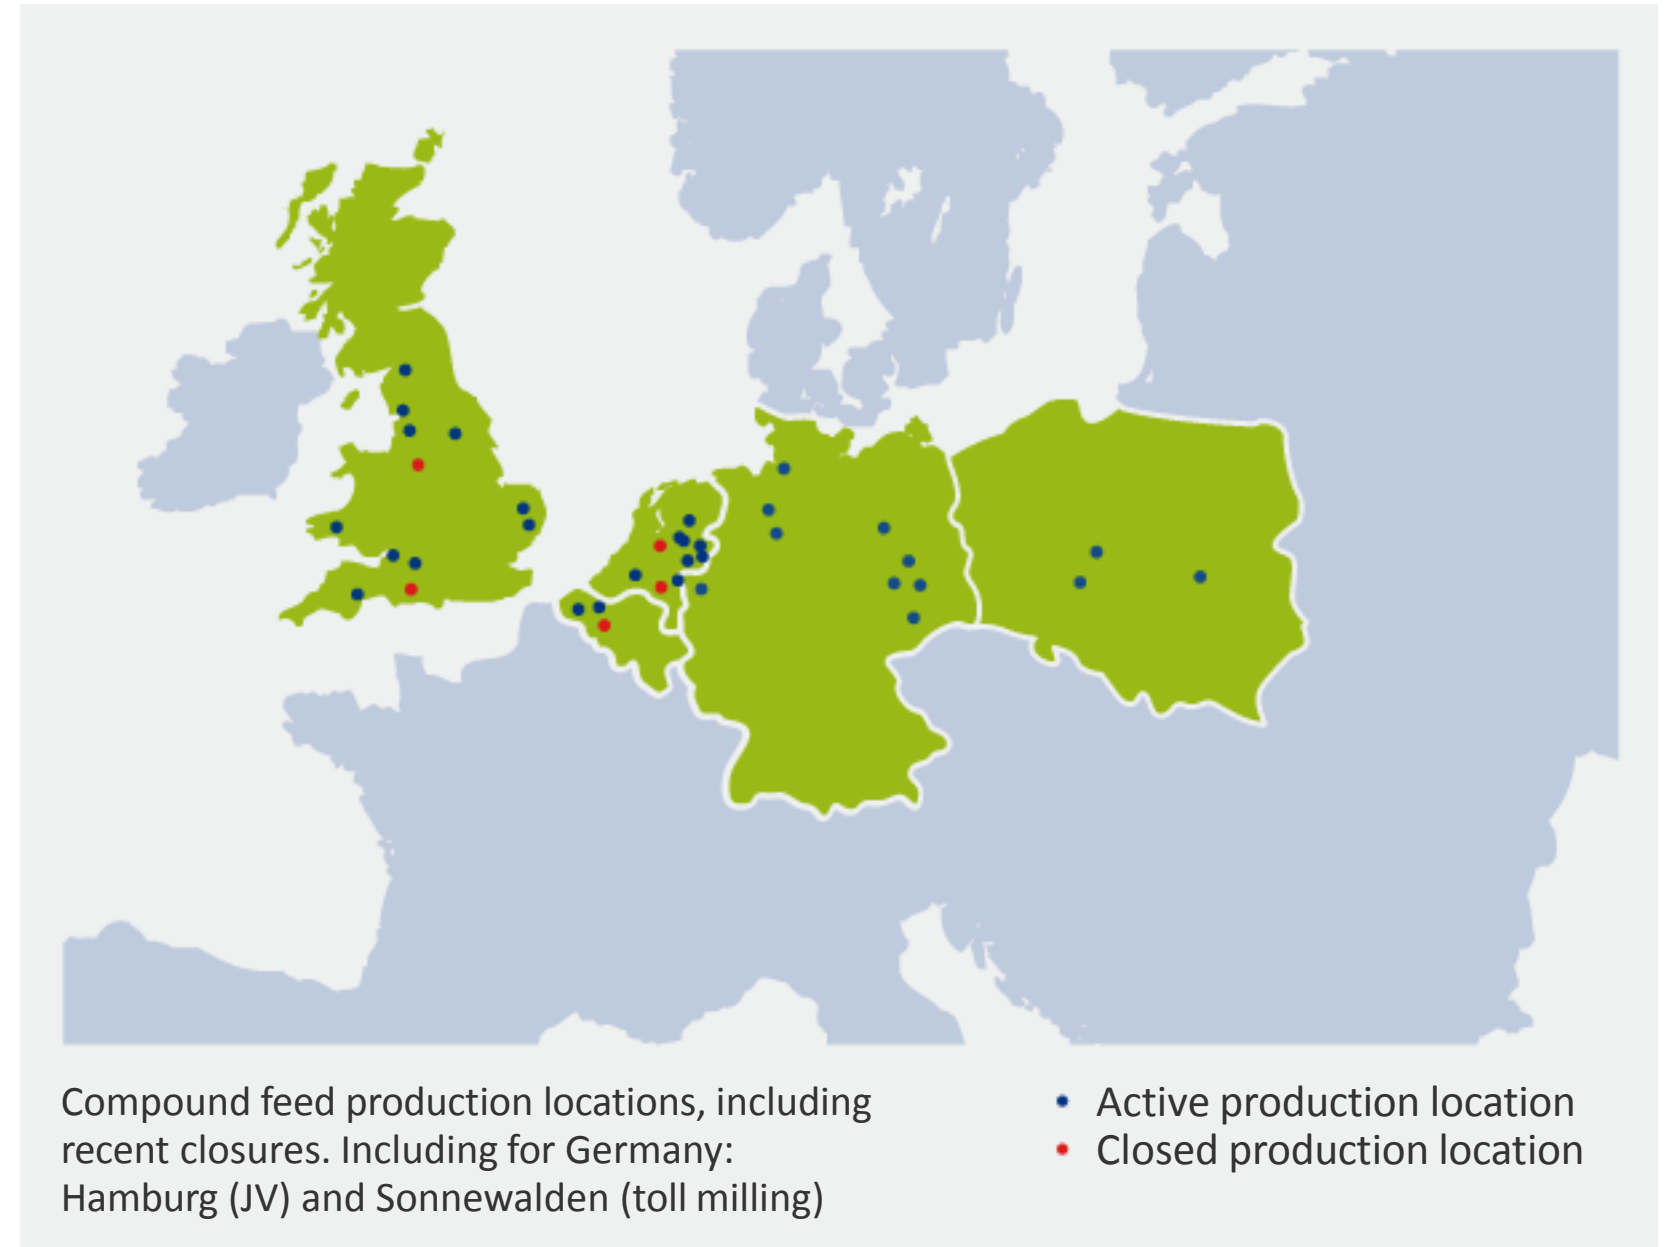 Compound feed production locations, including
recent closures. Including for Germany:
Hamburg (JV) and Sonnewalden (toll milling)
Active production location
Closed production location